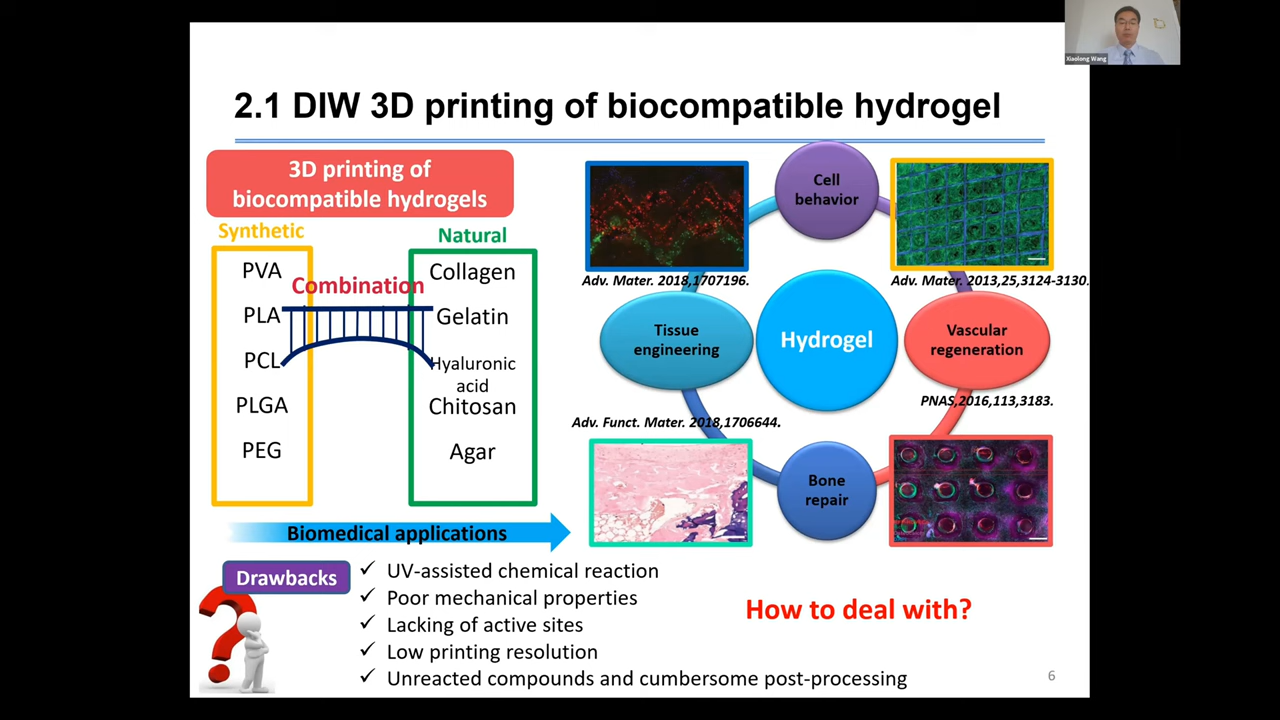 Xiaolong Wang
2.1 DIW 3D printing of biocompatible hydrogel
3D printing of
biocompatible hydrogels
Synthetic
Natural
PVA
PLA
PCL
PLGA
PEG
Combination
Collagen
Gelatin
Hyaluronic
acid
Chitosan
Agar
Biomedical applications
Cell
behavior
Adv. Mater. 2018,1707196.
Adv. Mater. 2013,25,3124-3130.
Tissue
engineering
Hydrogel
Vascular
regeneration
PNAS,2016,113,3183.
Adv. Funct. Mater. 2018,1706644.
Bone
repair
Drawbacks
✓ UV-assisted chemical reaction
✓ Poor mechanical properties
✓ Lacking of active sites
✓ Low printing resolution
✓ Unreacted compounds and cumbersome post-processing
How to deal with?
6